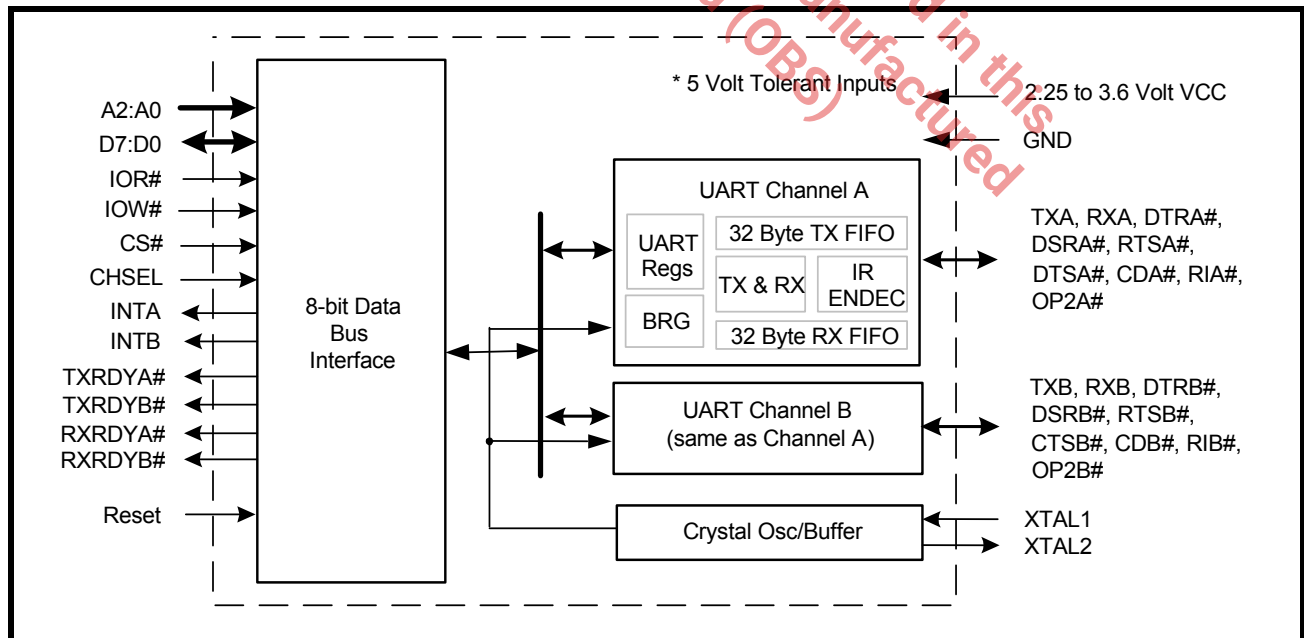 d in this
anufactured
d (OBS)
* 5 Volt Tolerant Inputs
2.25 to 3.6 Volt VCC
GND
A2:A0
D7:D0
IOR#
IOW#
CS#
CHSEL
INTA
INTB
TXRDYA#
TXRDYB#
RXRDYA#
RXRDYB#
Reset
8-bit Data
Bus
Interface
UART Channel A
UART
Regs
BRG
32 Byte TX FIFO
TX & RX
IR
ENDEC
32 Byte RX FIFO
TXA, RXA, DTRA#,
DSRA#, RTSA#,
DTSA#, CDA#, RIA#,
OP2A#
UART Channel B
(same as Channel A)
TXB, RXB, DTRB#,
DSRB#, RTSB#,
CTSB#, CDB#, RIB#,
OP2B#
Crystal Osc/Buffer
XTAL1
XTAL2